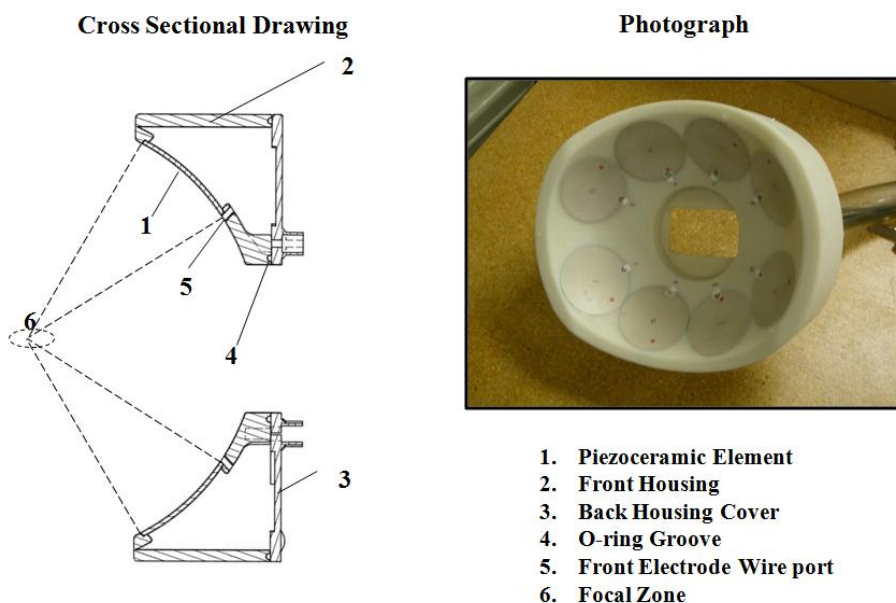 Cross Sectional Drawing
Photograph
2
1
5
6
4
3
1. Piezoceramic Element
2. Front Housing
3. Back Housing Cover
4. O-ring Groove
5. Front Electrode Wire port
6. Focal Zone